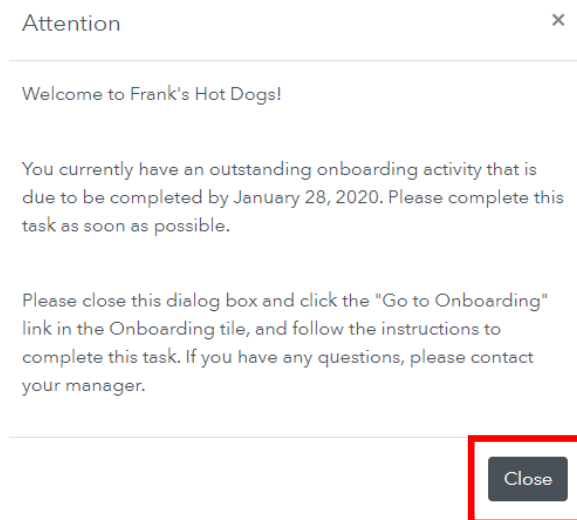 Attention ×
Welcome to Frank's Hot Dogs!
You currently have an outstanding onboarding activity that is
due to be completed by January 28, 2020. Please complete this
task as soon as possible.
Please close this dialog box and click the "Go to Onboarding"
link in the Onboarding tile, and follow the instructions to
complete this task. If you have any questions, please contact
your manager.
Close